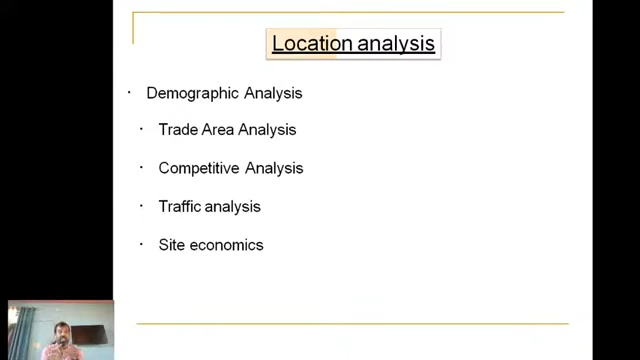 Location analysis
· Demographic Analysis
· Trade Area Analysis
· Competitive Analysis
· Traffic analysis
· Site economics